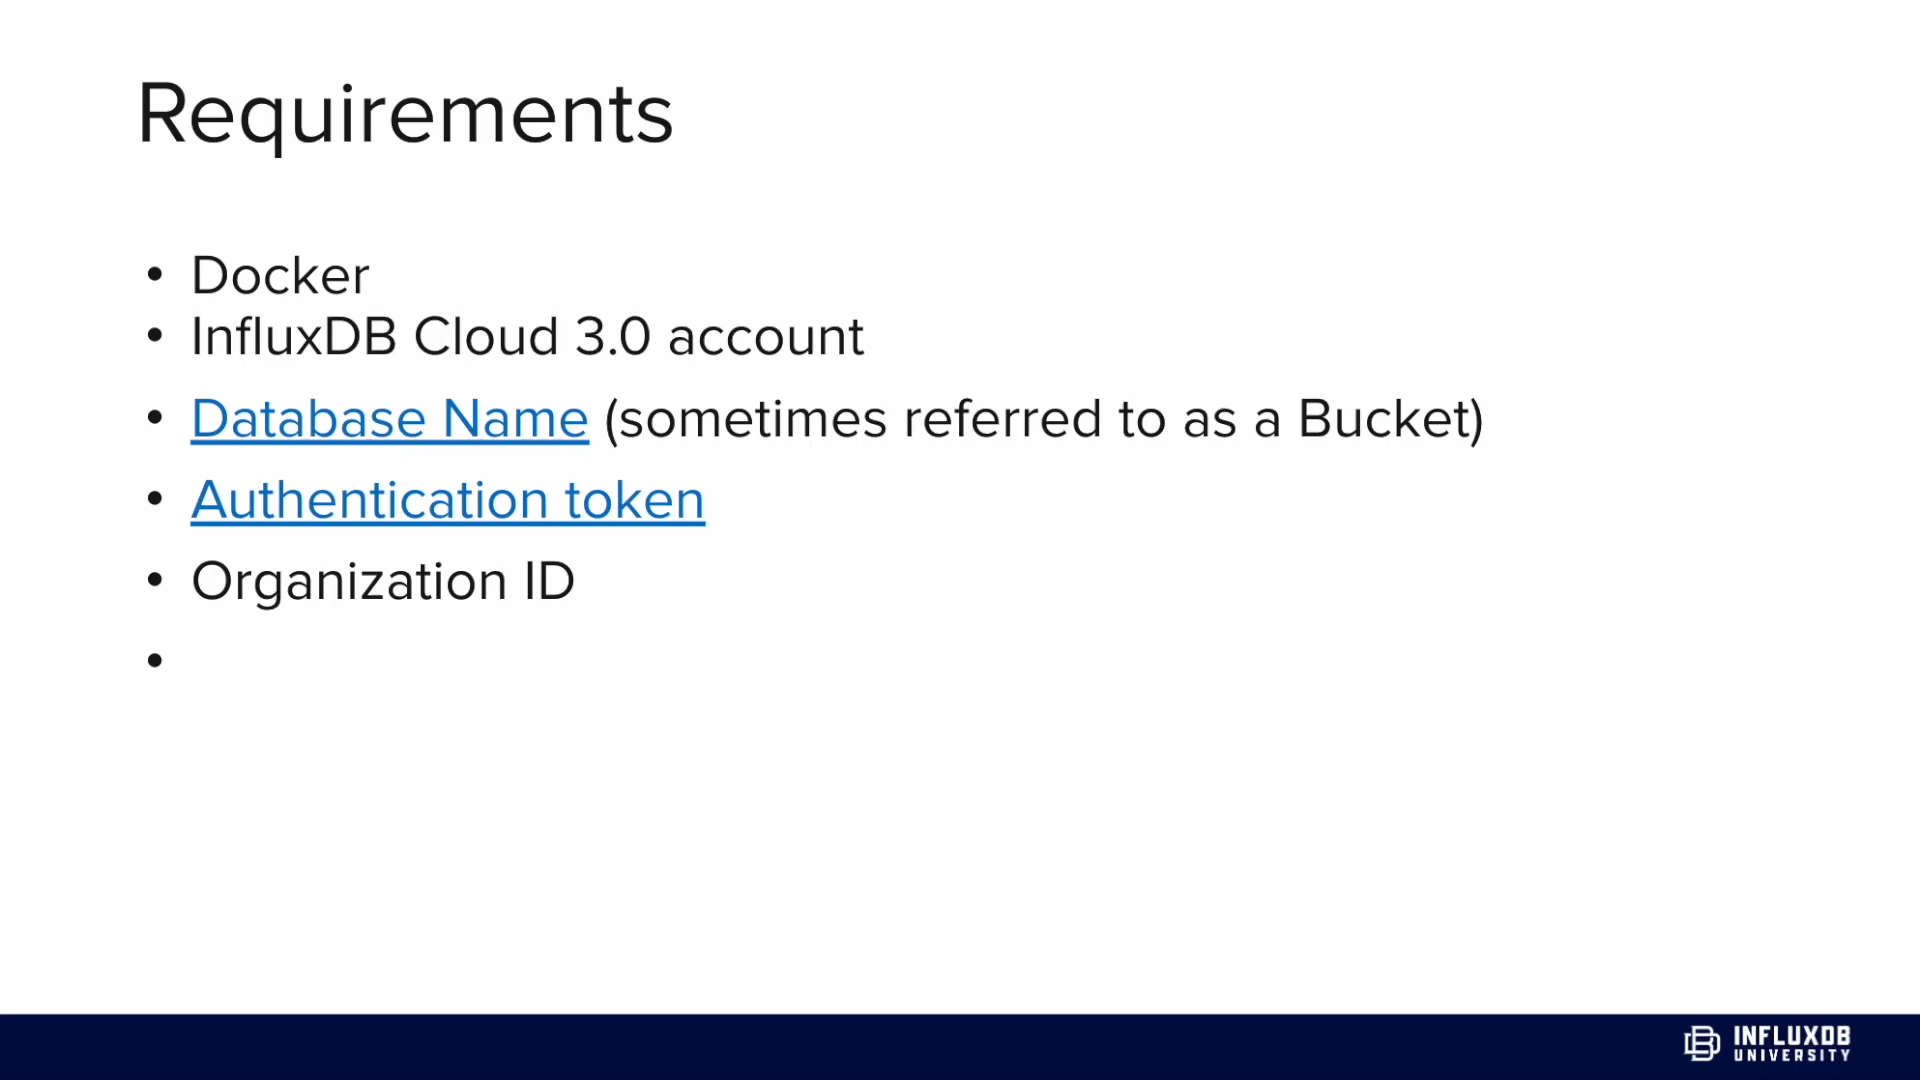 Requirements
• Docker
• InfluxDB Cloud 3.0 account
• Database Name (sometimes referred to as a Bucket)
• Authentication token
• Organization ID
•
INFLUXDB
UNIVERSITY